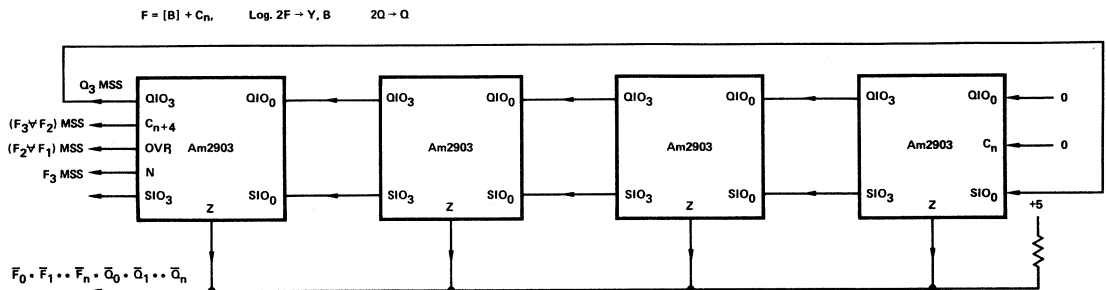 F = [B] + Cn, Log. 2F → Y, B 2Q → Q
Q3 MSS
QIO3 QIO0 QIO3 QIO0 QIO3 QIO0 QIO3 QIO0 0
(F3∀F2) MSS Cn+4
(F2∀F1) MSS OVR Am2903 Am2903 Am2903 Am2903 Cn 0
F3 MSS N
SIO3 SIO0 SIO3 SIO0 SIO3 SIO0 SIO3 SIO0
Z Z Z Z +5
F̅0 • F̅1 • • F̅n • Q̅0 • Q̅1 • • Q̅n